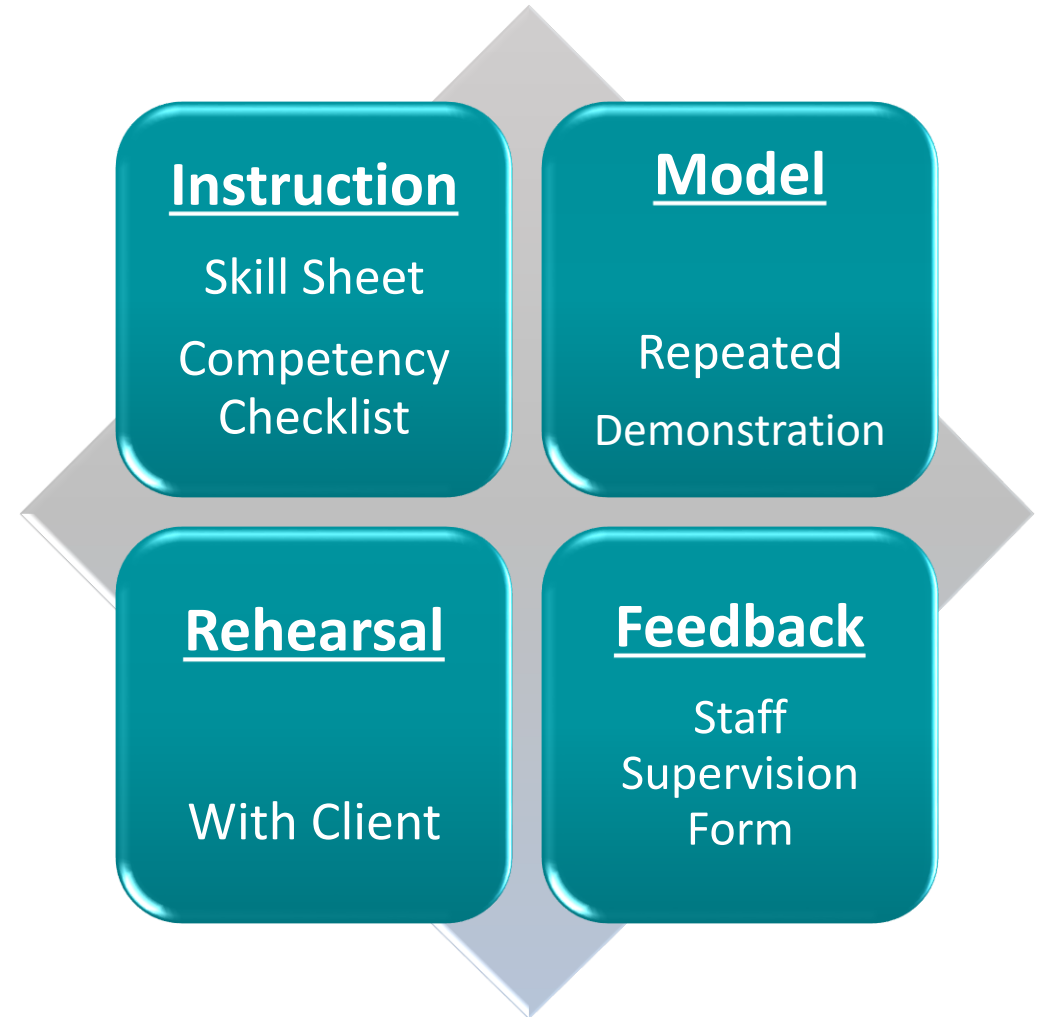 Instruction
Skill Sheet
Competency
Checklist
Model
Repeated
Demonstration
Rehearsal
With Client
Feedback
Staff
Supervision
Form